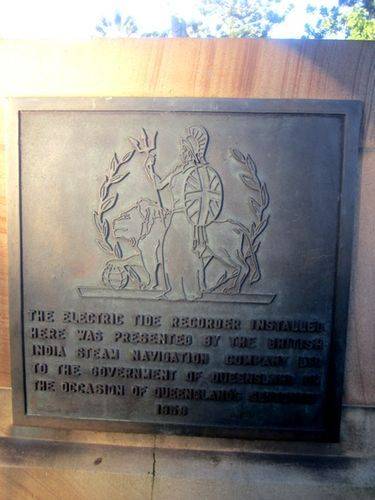 THE ELECTRIC TIDE RECORDER INSTALLED
HERE WAS PRESENTED BY THE BRITISH
INDIA STEAM NAVIGATION COMPANY LTD
TO THE GOVERNMENT OF QUEENSLAND ON
THE OCCASION OF QUEENSLAND'S CENTENARY
1959